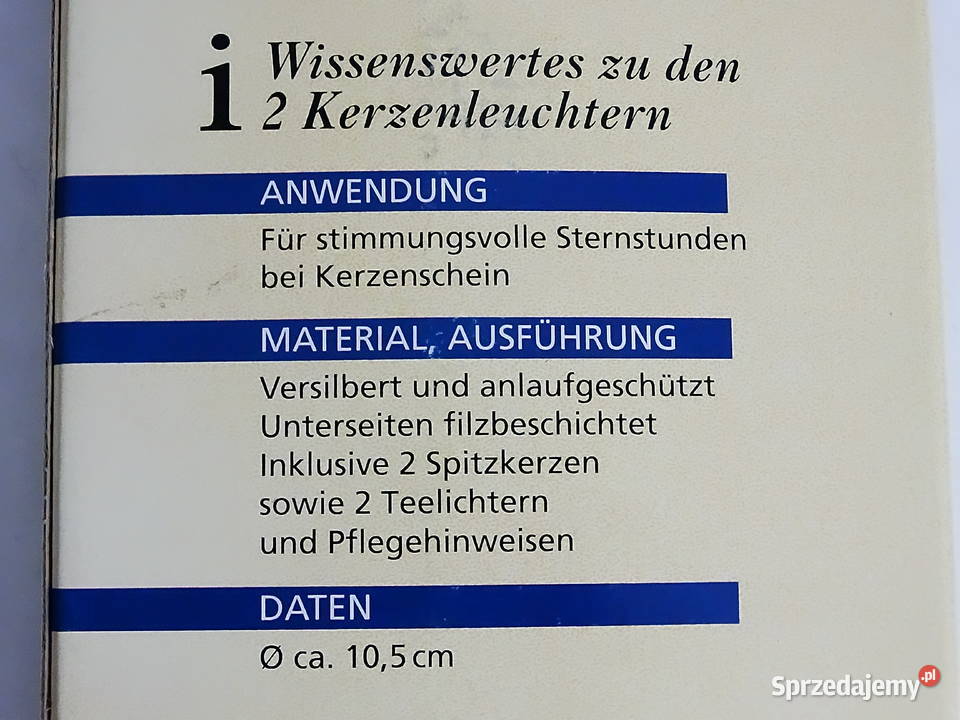 i Wissenswertes zu den
2 Kerzenleuchtern
ANWENDUNG
Für stimmungsvolle Sternstunden
bei Kerzenschein
MATERIAL, AUSFÜHRUNG
Versilbert und anlaufgeschützt
Unterseiten filzbeschichtet
Inklusive 2 Spitzkerzen
sowie 2 Teelichtern
und Pflegehinweisen
DATEN
Ø ca. 10,5 cm
Sprzedajemy.pl